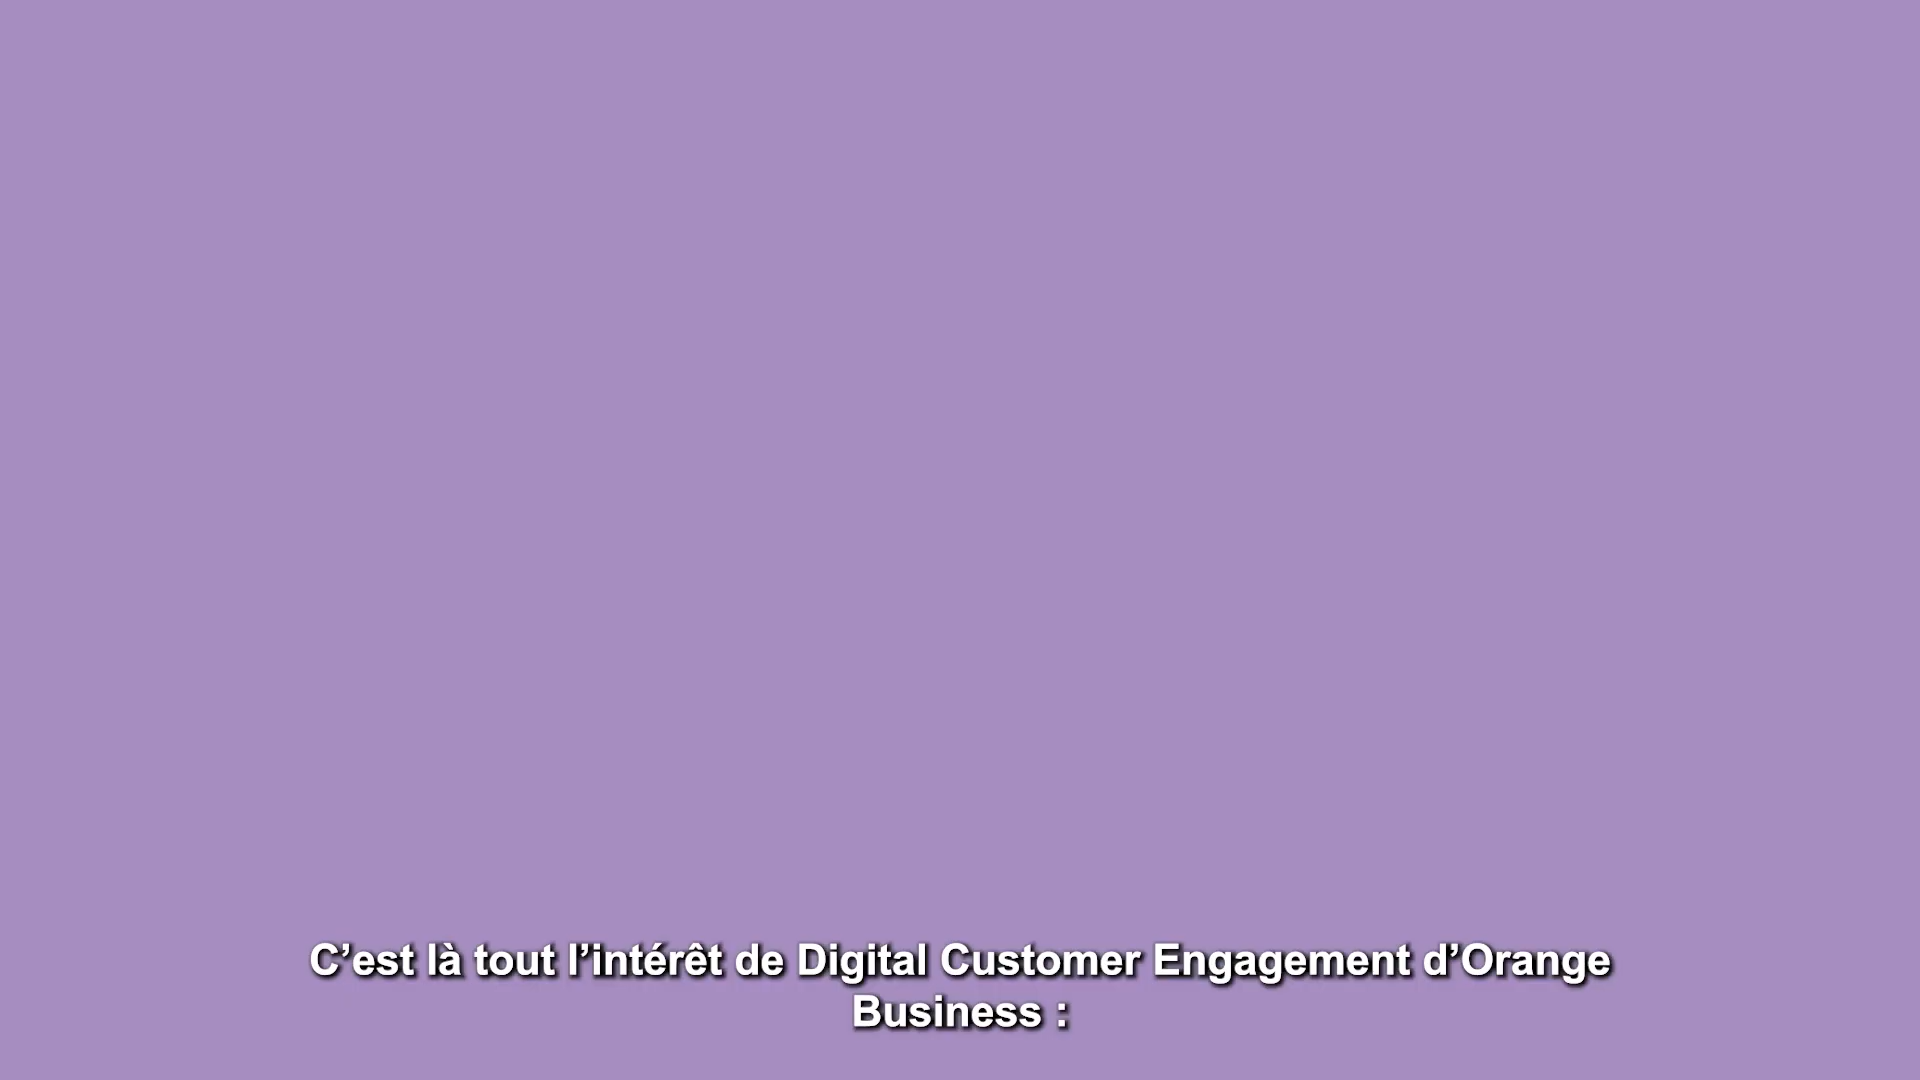 C’est là tout l’intérêt de Digital Customer Engagement d’Orange
Business :